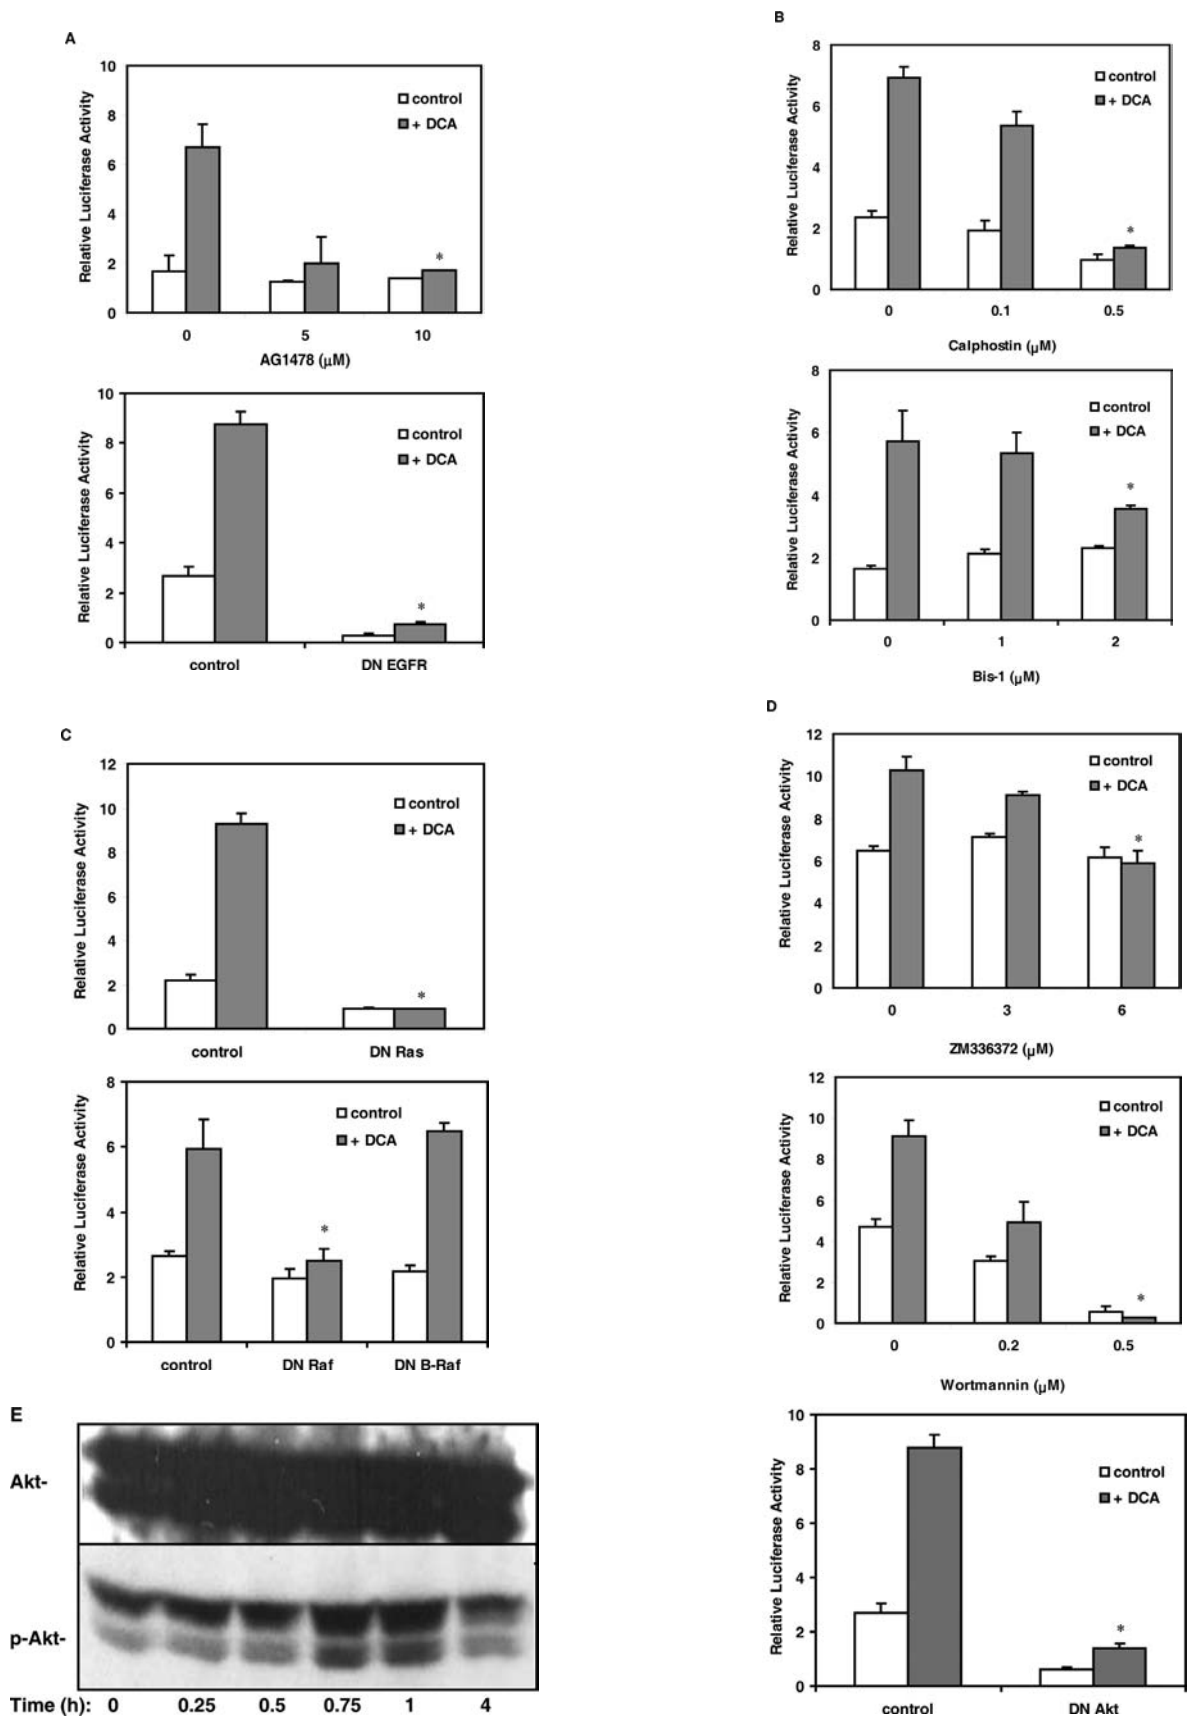 A
Relative Luciferase Activity
10
8
6
4
2
0
control
+ DCA
*
0 5 10
AG1478 (μM)
Relative Luciferase Activity
10
8
6
4
2
0
control
+ DCA
*
control DN EGFR
B
Relative Luciferase Activity
8
6
4
2
0
control
+ DCA
*
0 0.1 0.5
Calphostin (μM)
Relative Luciferase Activity
8
6
4
2
0
control
+ DCA
*
0 1 2
Bis-1 (μM)
C
Relative Luciferase Activity
12
10
8
6
4
2
0
control
+ DCA
*
control DN Ras
Relative Luciferase Activity
8
6
4
2
0
control
+ DCA
*
control DN Raf DN B-Raf
D
Relative Luciferase Activity
12
10
8
6
4
2
0
control
+ DCA
*
0 3 6
ZM336372 (μM)
Relative Luciferase Activity
12
10
8
6
4
2
0
control
+ DCA
*
0 0.2 0.5
Wortmannin (μM)
Relative Luciferase Activity
10
8
6
4
2
0
control
+ DCA
*
control DN Akt
E
Akt-
p-Akt-
Time (h): 0 0.25 0.5 0.75 1 4